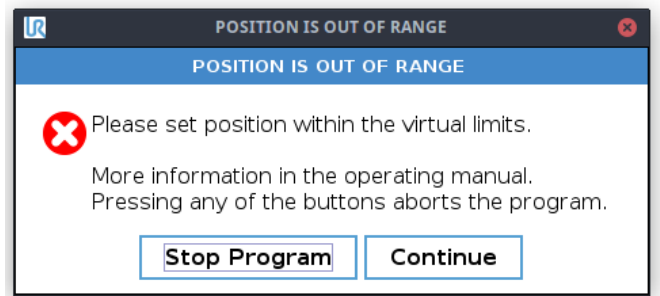 UR
POSITION IS OUT OF RANGE
POSITION IS OUT OF RANGE
Please set position within the virtual limits.
More information in the operating manual.
Pressing any of the buttons aborts the program.
Stop Program
Continue